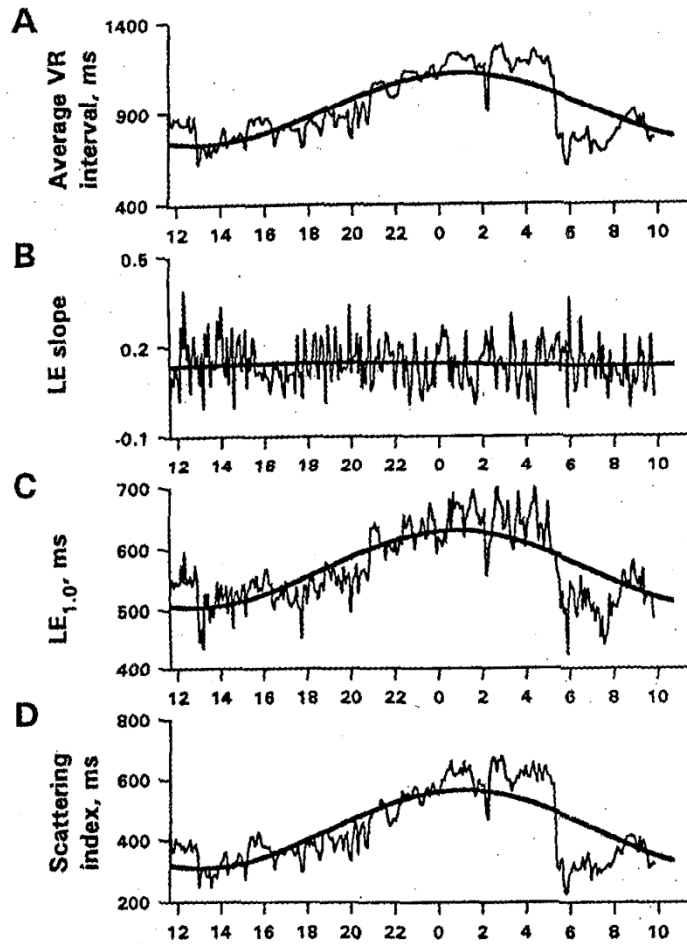 A
Average VR
interval, ms
1400
900
400
12 14 16 18 20 22 0 2 4 6 8 10
B
LE slope
0.5
0.2
-0.1
12 14 16 18 20 22 0 2 4 6 8 10
C
LE1.0, ms
700
600
500
400
12 14 16 18 20 22 0 2 4 6 8 10
D
Scattering
index, ms
800
600
400
200
12 14 16 18 20 22 0 2 4 6 8 10